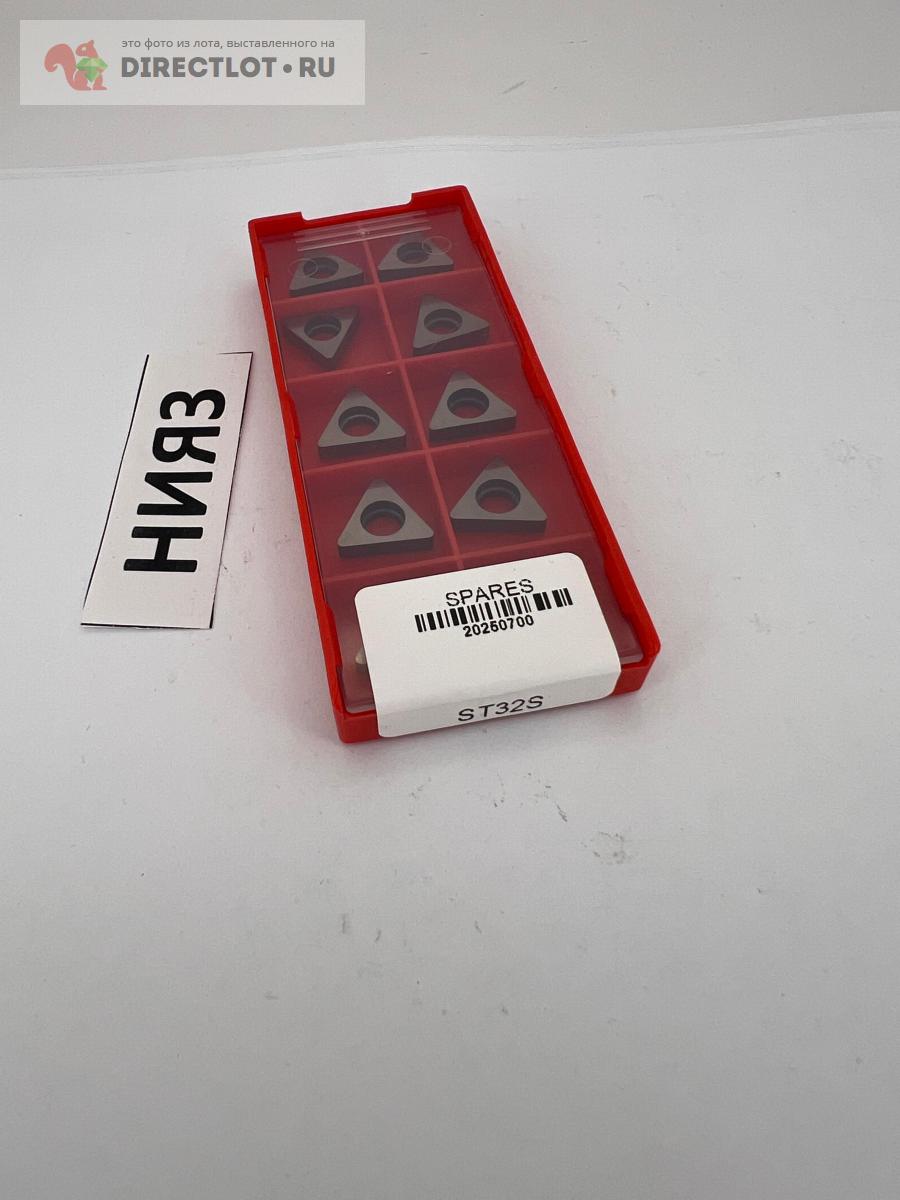 это фото из лота, выставленного на
DIRECTLOT•RU
НИЯЗ
SPARES
20250700
ST32S